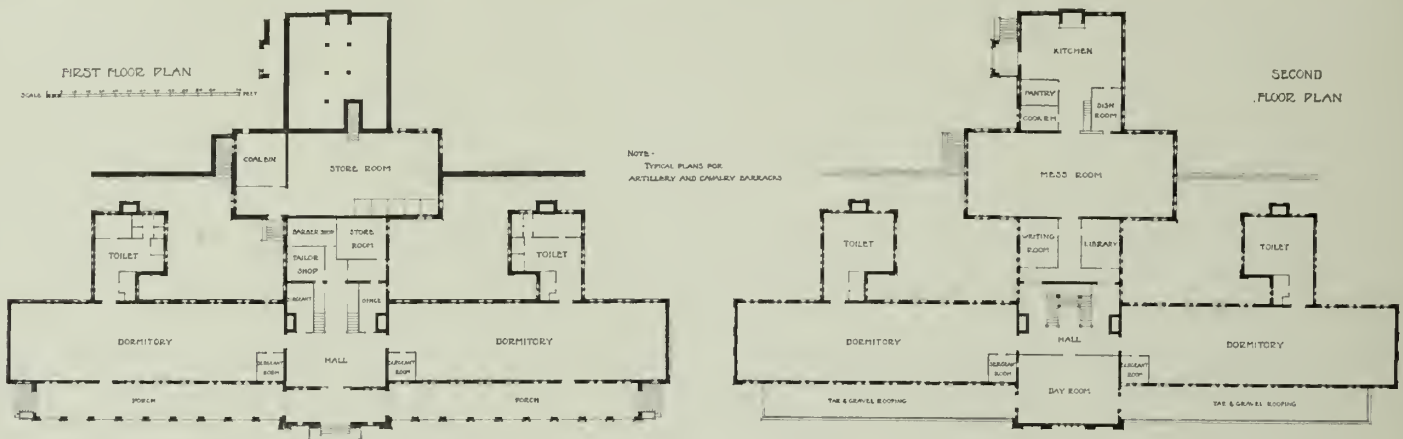 FIRST FLOOR PLAN
SCALE
FEET
COAL BIN
STORE ROOM
BARBER SHOP
STORE
ROOM
TAILOR
SHOP
TOILET
TOILET
SERGEANT
OFFICE
DORMITORY
HALL
DORMITORY
SERGEANT
ROOM
SERGEANT
ROOM
PORCH
PORCH
NOTE -
TYPICAL PLANS FOR
ARTILLERY AND CAVALRY BARRACKS
SECOND
FLOOR PLAN
KITCHEN
PANTRY
COOK RM
DISH
ROOM
MESS ROOM
WRITING
ROOM
LIBRARY
TOILET
TOILET
DORMITORY
HALL
DORMITORY
SERGEANT
ROOM
SERGEANT
ROOM
DAY ROOM
TAR & GRAVEL ROOFING
TAR & GRAVEL ROOFING